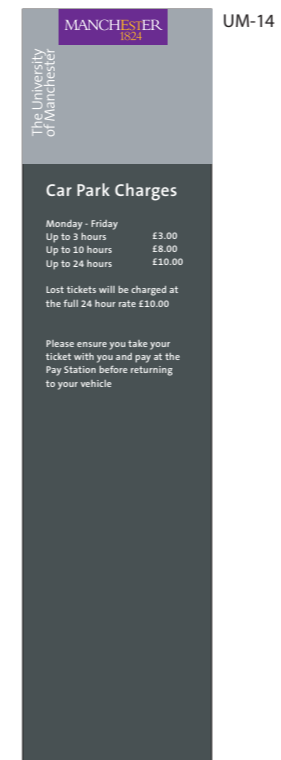 MANCHESTER
1824
The University
of Manchester
UM-14
Car Park Charges
Monday - Friday
Up to 3 hours £3.00
Up to 10 hours £8.00
Up to 24 hours £10.00
Lost tickets will be charged at
the full 24 hour rate £10.00
Please ensure you take your
ticket with you and pay at the
Pay Station before returning
to your vehicle